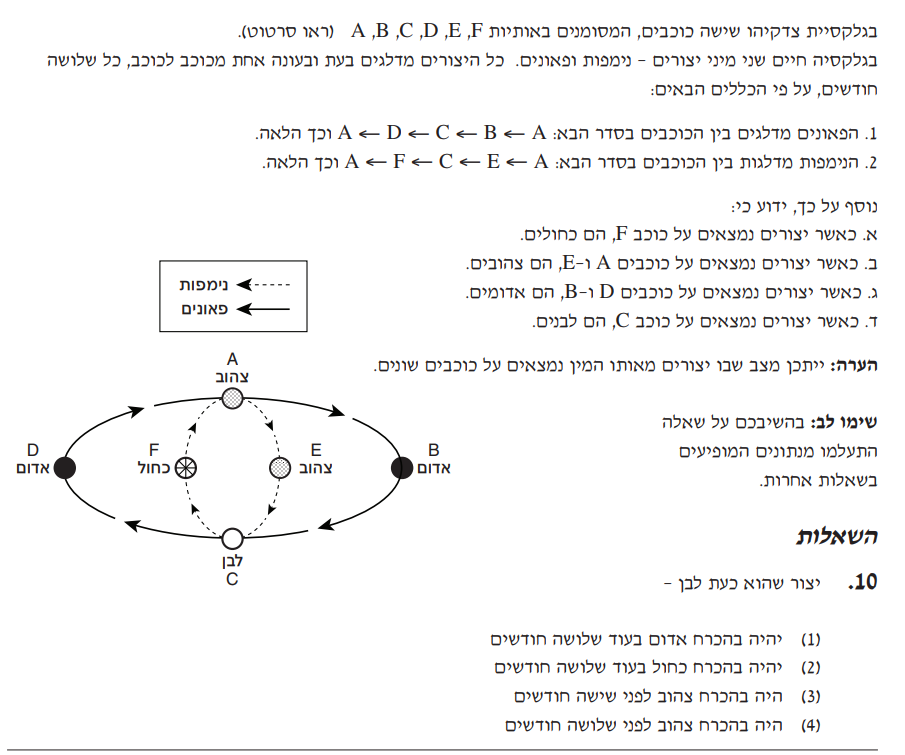 בגלקסיית צדקיהו שישה כוכבים, המסומנים באותיות A ,B ,C ,D ,E ,F (ראו סרטוט).
בגלקסיה חיים שני מיני יצורים – נימפות ופאונים. כל היצורים מדלגים בעת ובעונה אחת מכוכב לכוכב, כל שלושה
חודשים, על פי הכללים הבאים:
1. הפאונים מדלגים בין הכוכבים בסדר הבא: A ← D ← C ← B ← A וכך הלאה.
2. הנימפות מדלגות בין הכוכבים בסדר הבא: A ← F ← C ← E ← A וכך הלאה.
נוסף על כך, ידוע כי:
א. כאשר יצורים נמצאים על כוכב F, הם כחולים.
ב. כאשר יצורים נמצאים על כוכבים A ו-E, הם צהובים.
ג. כאשר יצורים נמצאים על כוכבים D ו-B, הם אדומים.
ד. כאשר יצורים נמצאים על כוכב C, הם לבנים.
הערה: ייתכן מצב שבו יצורים מאותו המין נמצאים על כוכבים שונים.
שימו לב: בהשיבכם על שאלה
התעלמו מנתונים המופיעים
בשאלות אחרות.
נימפות
פאונים
A
צהוב
B
אדום
E
צהוב
F
כחול
D
אדום
לבן
C
השאלות
10. יצור שהוא כעת לבן –
(1) יהיה בהכרח אדום בעוד שלושה חודשים
(2) יהיה בהכרח כחול בעוד שלושה חודשים
(3) היה בהכרח צהוב לפני שישה חודשים
(4) היה בהכרח צהוב לפני שלושה חודשים